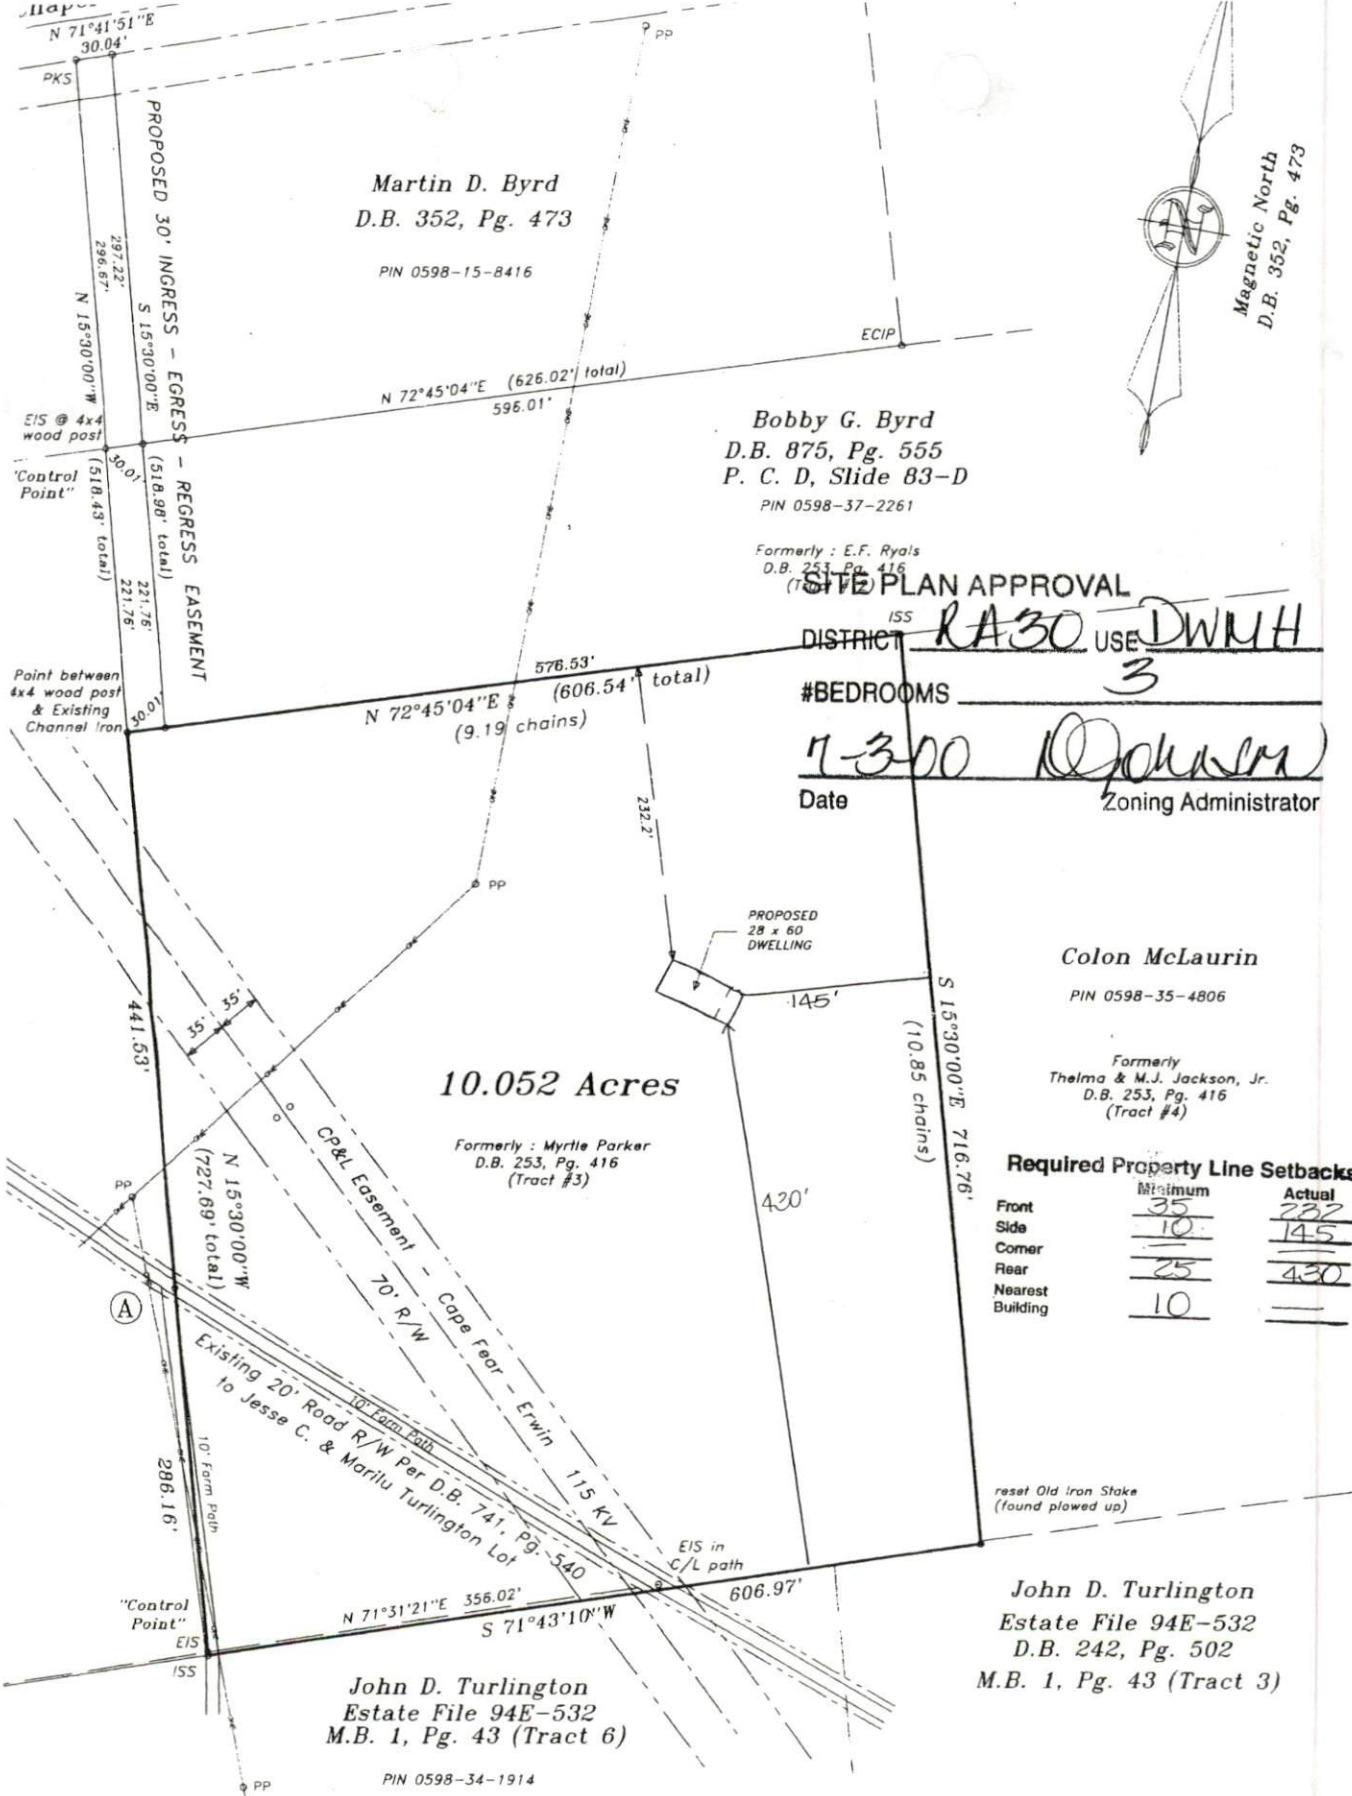 N 71°41'51"E
30.04'
PKS
PP
PROPOSED 30' INGRESS - EGRESS - REGRESS EASEMENT
297.22'
296.67'
N 15°30'00"W
S 15°30'00"E
Martin D. Byrd
D.B. 352, Pg. 473
PIN 0598-15-8416
Magnetic North
D.B. 352, Pg. 473
N
ECIP
N 72°45'04"E (626.02' total)
596.01'
EIS @ 4x4
wood post
"Control
Point"
30.01'
(518.43' total)
221.76'
(518.98' total)
221.76'
Bobby G. Byrd
D.B. 875, Pg. 555
P. C. D, Slide 83-D
PIN 0598-37-2261
Formerly : E.F. Ryals
D.B. 253, Pg. 416
SITE PLAN APPROVAL
ISS
DISTRICT RA30 USE DWMH
#BEDROOMS 3
7-3-00 DJohnson
Date Zoning Administrator
Point between
4x4 wood post
& Existing
Channel Iron
30.01'
576.53'
N 72°45'04"E (606.54' total)
(9.19 chains)
232.2'
PP
PROPOSED
28 x 60
DWELLING
145'
Colon McLaurin
PIN 0598-35-4806
Formerly
Thelma & M.J. Jackson, Jr.
D.B. 253, Pg. 416
(Tract #4)
S 15°30'00"E 716.76'
(10.85 chains)
441.53'
35' 35'
10.052 Acres
Formerly : Myrtle Parker
D.B. 253, Pg. 416
(Tract #3)
430'
Required Property Line Setbacks
Minimum Actual
Front 35 232
Side 10 145
Corner — —
Rear 25 430
Nearest
Building 10 —
PP
N 15°30'00"W
(727.69' total)
A
CP&L Easement - Cape Fear - Erwin 115 KV
70' R/W
Existing 20' Road R/W Per D.B. 741, Pg. 540
to Jesse C. & Marilu Turlington Lot
10' Farm Path
10' Farm Path
286.16'
reset Old Iron Stake
(found plowed up)
EIS in
C/L path
606.97'
N 71°31'21"E 356.02'
S 71°43'10"W
"Control
Point"
EIS
ISS
John D. Turlington
Estate File 94E-532
D.B. 242, Pg. 502
M.B. 1, Pg. 43 (Tract 3)
John D. Turlington
Estate File 94E-532
M.B. 1, Pg. 43 (Tract 6)
PIN 0598-34-1914
PP